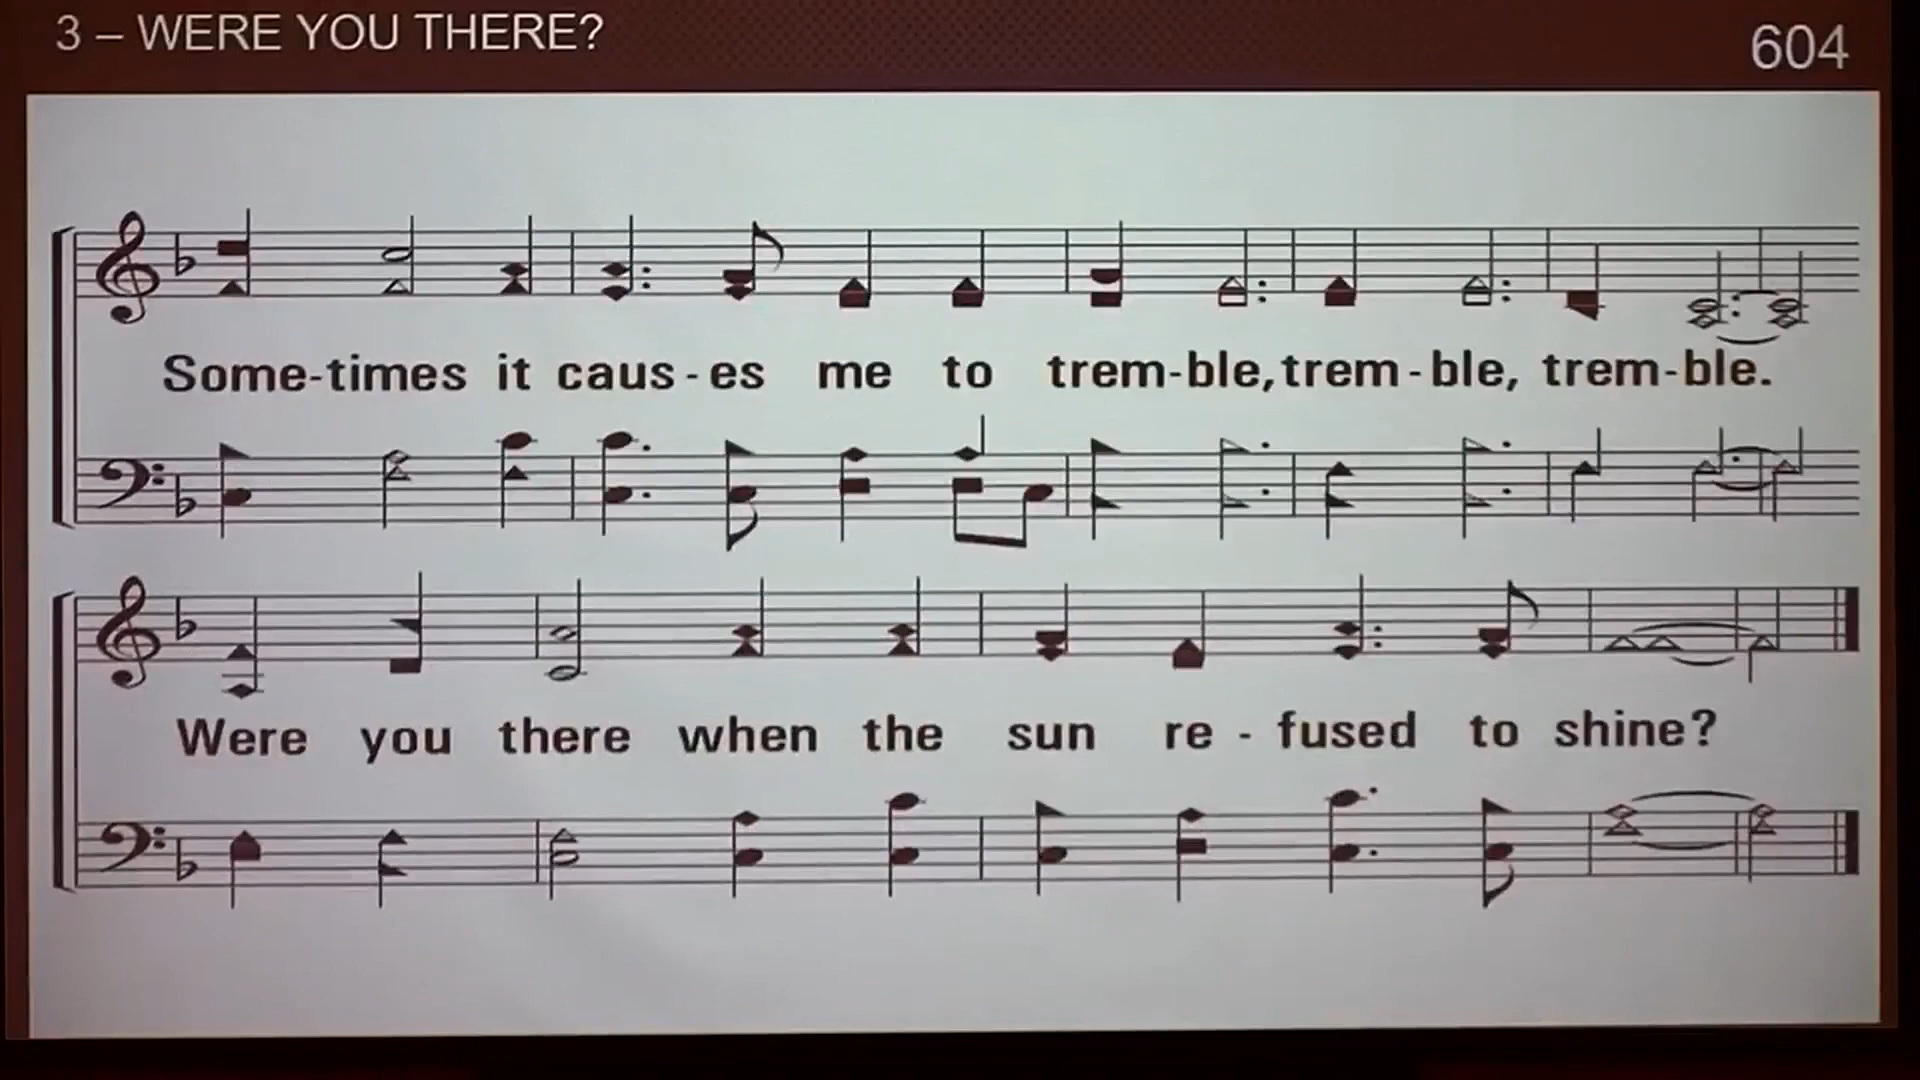 3 – WERE YOU THERE?
604
Some-times it caus-es me to trem-ble, trem-ble, trem-ble.
Were you there when the sun re-fused to shine?